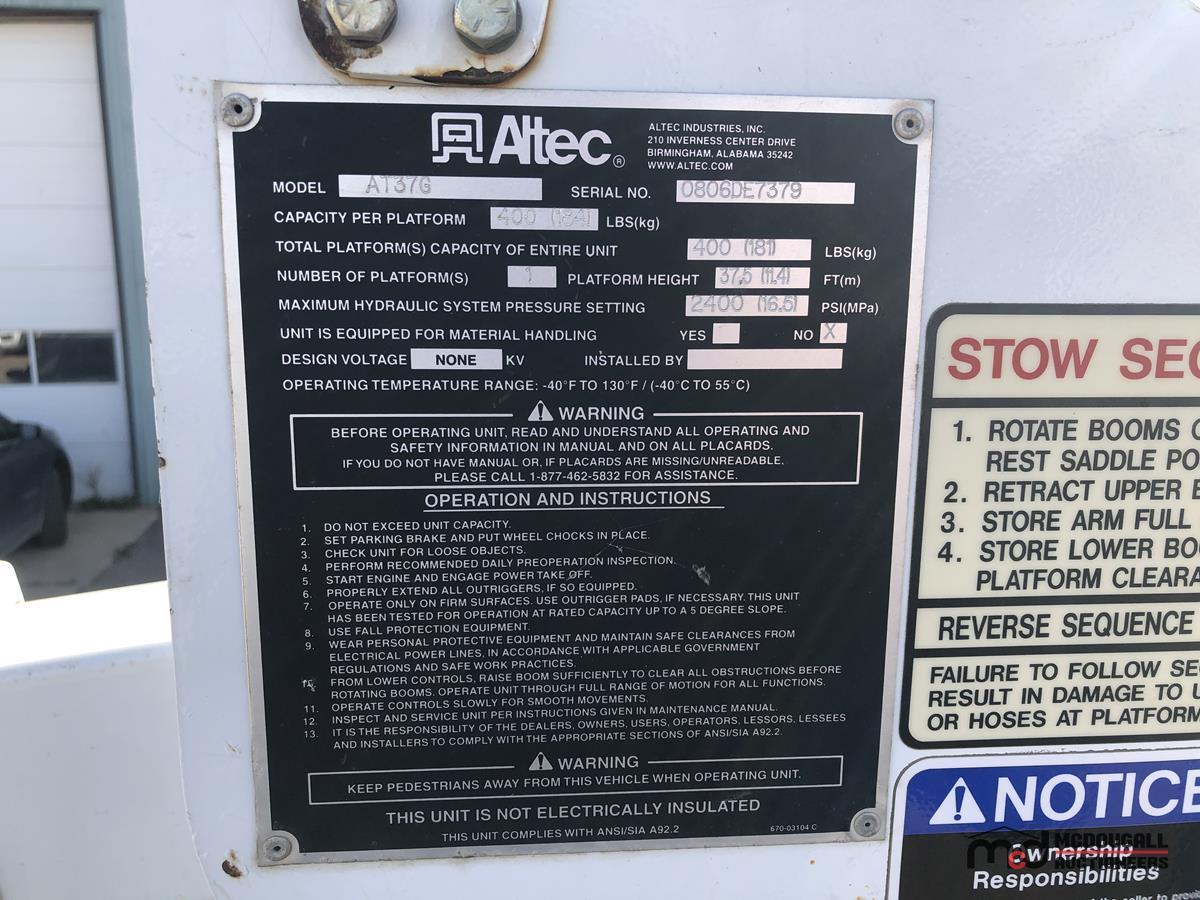 Altec®
ALTEC INDUSTRIES, INC.
210 INVERNESS CENTER DRIVE
BIRMINGHAM, ALABAMA 35242
WWW.ALTEC.COM
MODEL AT37G SERIAL NO. 0806DE7379
CAPACITY PER PLATFORM 400 (184) LBS(kg)
TOTAL PLATFORM(S) CAPACITY OF ENTIRE UNIT 400 (181) LBS(kg)
NUMBER OF PLATFORM(S) 1 PLATFORM HEIGHT 37.5 (11.4) FT(m)
MAXIMUM HYDRAULIC SYSTEM PRESSURE SETTING 2400 (16.5) PSI(MPa)
UNIT IS EQUIPPED FOR MATERIAL HANDLING YES NO X
DESIGN VOLTAGE NONE KV INSTALLED BY
OPERATING TEMPERATURE RANGE: -40°F TO 130°F / (-40°C TO 55°C)
WARNING
BEFORE OPERATING UNIT, READ AND UNDERSTAND ALL OPERATING AND
SAFETY INFORMATION IN MANUAL AND ON ALL PLACARDS.
IF YOU DO NOT HAVE MANUAL OR, IF PLACARDS ARE MISSING/UNREADABLE,
PLEASE CALL 1-877-462-5832 FOR ASSISTANCE.
OPERATION AND INSTRUCTIONS
1. DO NOT EXCEED UNIT CAPACITY.
2. SET PARKING BRAKE AND PUT WHEEL CHOCKS IN PLACE.
3. CHECK UNIT FOR LOOSE OBJECTS.
4. PERFORM RECOMMENDED DAILY PREOPERATION INSPECTION.
5. START ENGINE AND ENGAGE POWER TAKE OFF.
6. PROPERLY EXTEND ALL OUTRIGGERS, IF SO EQUIPPED.
7. OPERATE ONLY ON FIRM SURFACES. USE OUTRIGGER PADS, IF NECESSARY. THIS UNIT
HAS BEEN TESTED FOR OPERATION AT RATED CAPACITY UP TO A 5 DEGREE SLOPE.
8. USE FALL PROTECTION EQUIPMENT.
9. WEAR PERSONAL PROTECTIVE EQUIPMENT AND MAINTAIN SAFE CLEARANCES FROM
ELECTRICAL POWER LINES, IN ACCORDANCE WITH APPLICABLE GOVERNMENT
REGULATIONS AND SAFE WORK PRACTICES.
FROM LOWER CONTROLS, RAISE BOOM SUFFICIENTLY TO CLEAR ALL OBSTRUCTIONS BEFORE
ROTATING BOOMS. OPERATE UNIT THROUGH FULL RANGE OF MOTION FOR ALL FUNCTIONS.
11. OPERATE CONTROLS SLOWLY FOR SMOOTH MOVEMENTS.
12. INSPECT AND SERVICE UNIT PER INSTRUCTIONS GIVEN IN MAINTENANCE MANUAL.
13. IT IS THE RESPONSIBILITY OF THE DEALERS, OWNERS, USERS, OPERATORS, LESSORS, LESSEES
AND INSTALLERS TO COMPLY WITH THE APPROPRIATE SECTIONS OF ANSI/SIA A92.2.
WARNING
KEEP PEDESTRIANS AWAY FROM THIS VEHICLE WHEN OPERATING UNIT.
THIS UNIT IS NOT ELECTRICALLY INSULATED
THIS UNIT COMPLIES WITH ANSI/SIA A92.2
670-03104 C
STOW SEC
1. ROTATE BOOMS
REST SADDLE PO
2. RETRACT UPPER
3. STORE ARM FULL
4. STORE LOWER BO
PLATFORM CLEARA
REVERSE SEQUENCE
FAILURE TO FOLLOW SE
RESULT IN DAMAGE TO
OR HOSES AT PLATFORM
NOTICE
Ownership
Responsibilities
mcd MCDOUGALL
AUCTIONEERS